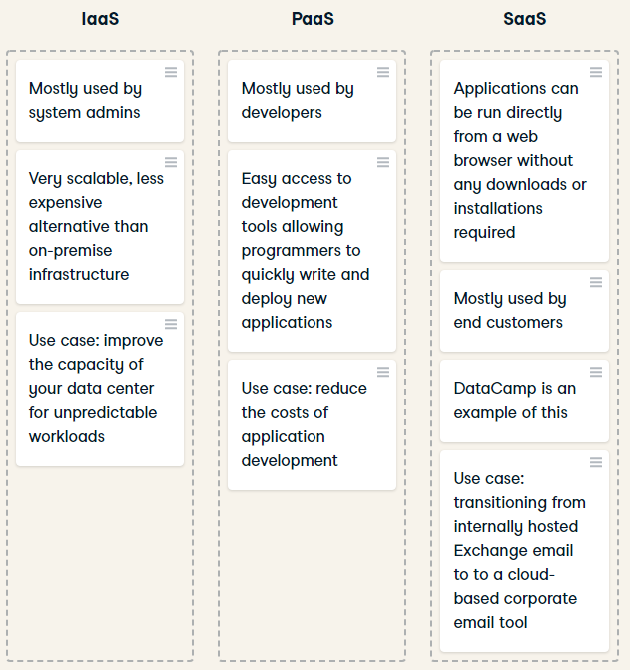 IaaS
Mostly used by
system admins
Very scalable, less
expensive
alternative than
on-premise
infrastructure
Use case: improve
the capacity of
your data center
for unpredictable
workloads
PaaS
Mostly used by
developers
Easy access to
development
tools allowing
programmers to
quickly write and
deploy new
applications
Use case: reduce
the costs of
application
development
SaaS
Applications can
be run directly
from a web
browser without
any downloads or
installations
required
Mostly used by
end customers
DataCamp is an
example of this
Use case:
transitioning from
internally hosted
Exchange email
to to a cloud-
based corporate
email tool